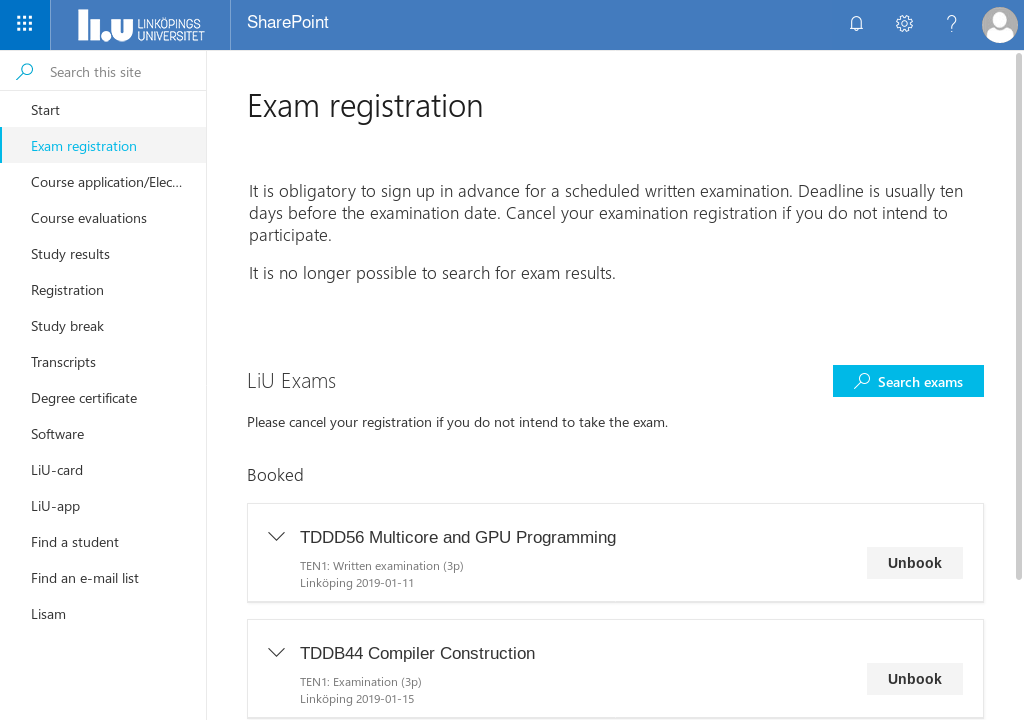 LINKÖPINGS
UNIVERSITET
SharePoint
Search this site
Start
Exam registration
Course application/Elec...
Course evaluations
Study results
Registration
Study break
Transcripts
Degree certificate
Software
LiU-card
LiU-app
Find a student
Find an e-mail list
Lisam
Exam registration
It is obligatory to sign up in advance for a scheduled written examination. Deadline is usually ten
days before the examination date. Cancel your examination registration if you do not intend to
participate.
It is no longer possible to search for exam results.
LiU Exams
Search exams
Please cancel your registration if you do not intend to take the exam.
Booked
TDDD56 Multicore and GPU Programming
TEN1: Written examination (3p)
Linköping 2019-01-11
Unbook
TDDB44 Compiler Construction
TEN1: Examination (3p)
Linköping 2019-01-15
Unbook